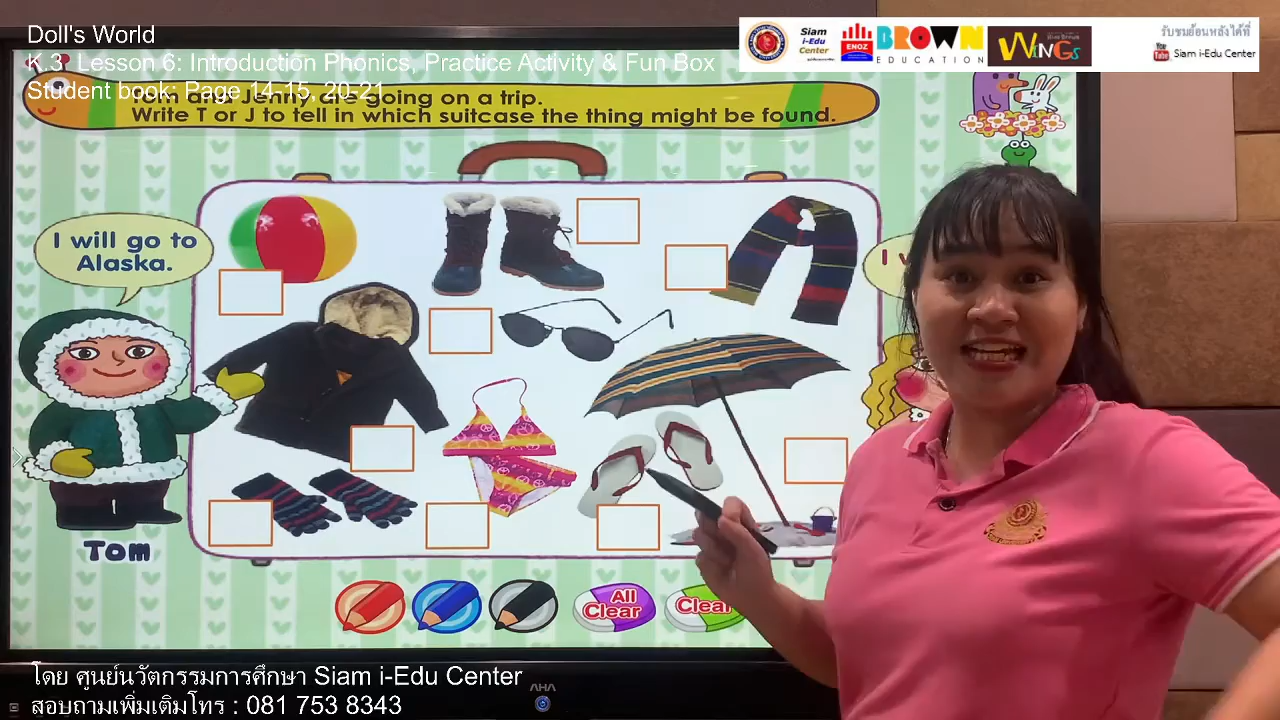 Doll's World
K.3 Lesson 6: Introduction Phonics, Practice Activity & Fun Box
Student book: Page 14-15, 20-21
Siam
i-Edu
Center
ENOZ
BROWN
EDUCATION
WiNGs
รับชมย้อนหลังได้ที่
You
Tube
Siam i-Edu Center
Tom and Jenny are going on a trip.
Write T or J to tell in which suitcase the thing might be found.
I will go to
Alaska.
I
Tom
All
Clear
Clear
โดย ศูนย์นวัตกรรมการศึกษา Siam i-Edu Center
สอบถามเพิ่มเติมโทร : 081 753 8343
AHA